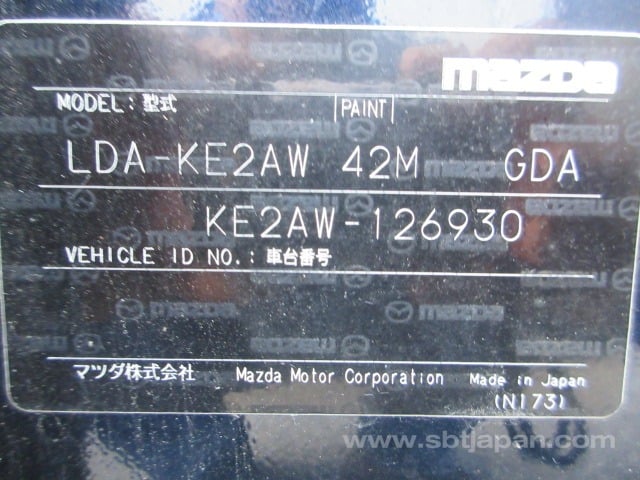 mazda
MODEL: 型式 PAINT
LDA-KE2AW 42M GDA
KE2AW-126930
VEHICLE ID NO.: 車台番号
マツダ株式会社 Mazda Motor Corporation Made in Japan
(N173)
www.sbtjapan.com